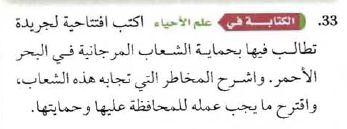 33. الكتابة في علم الأحياء اكتب افتتاحية لجريدة
تطالب فيها بحماية الشعاب المرجانية في البحر
الأحمر. واشرح المخاطر التي تجابه هذه الشعاب،
واقترح ما يجب عمله للمحافظة عليها وحمايتها.